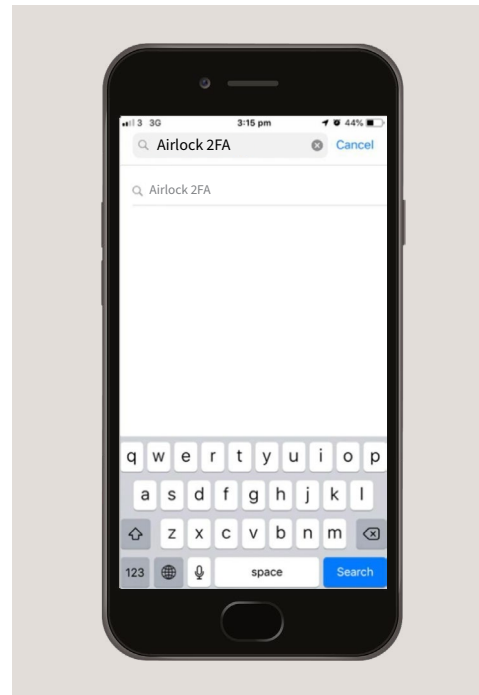 3 3G 3:15 pm 44%
Airlock 2FA Cancel
Airlock 2FA
q w e r t y u i o p
a s d f g h j k l
z x c v b n m
123 space Search